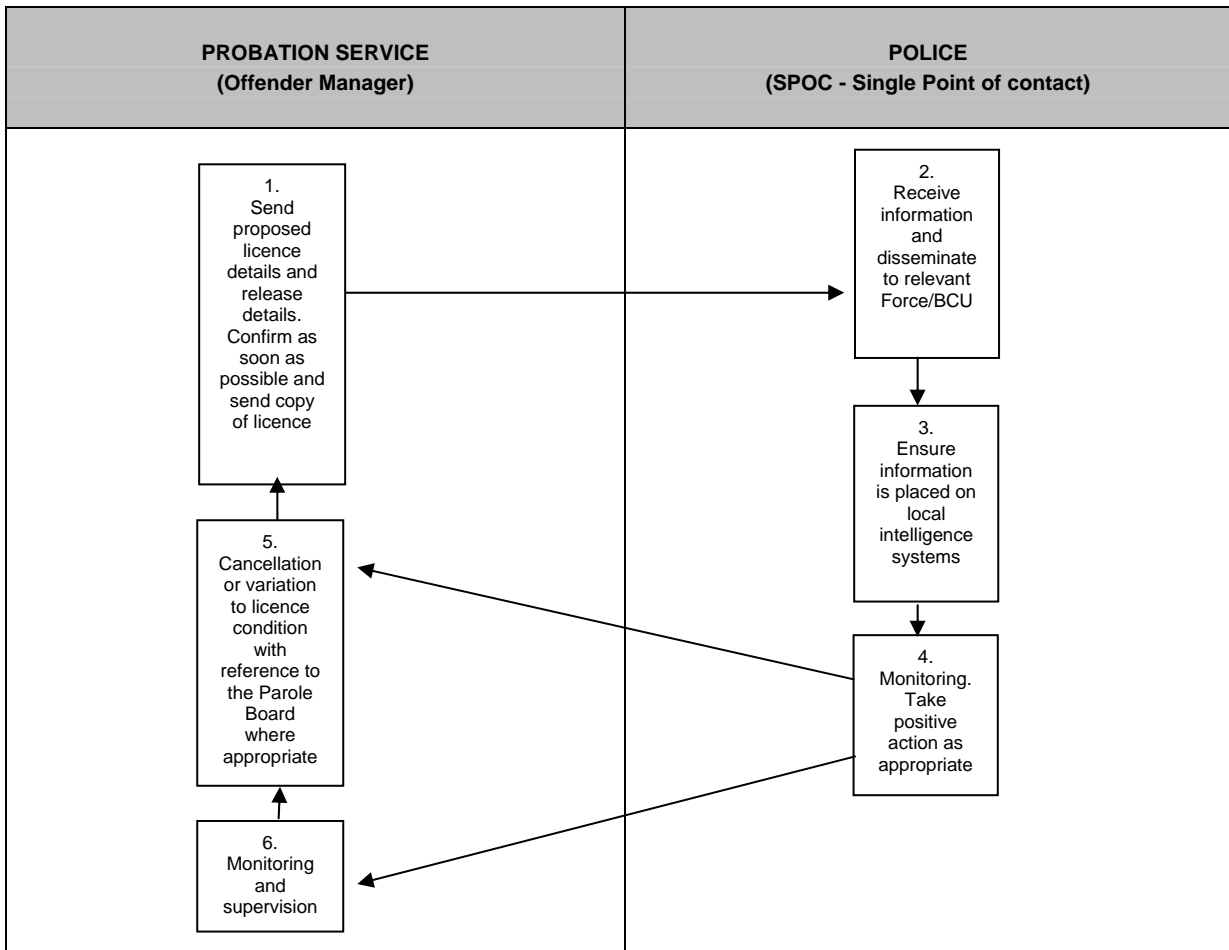 PROBATION SERVICE
(Offender Manager)
POLICE
(SPOC - Single Point of contact)
1.
Send
proposed
licence
details and
release
details.
Confirm as
soon as
possible and
send copy
of licence
2.
Receive
information
and
disseminate
to relevant
Force/BCU
3.
Ensure
information
is placed on
local
intelligence
systems
4.
Monitoring.
Take
positive
action as
appropriate
5.
Cancellation
or variation
to licence
condition
with
reference to
the Parole
Board
where
appropriate
6.
Monitoring
and
supervision